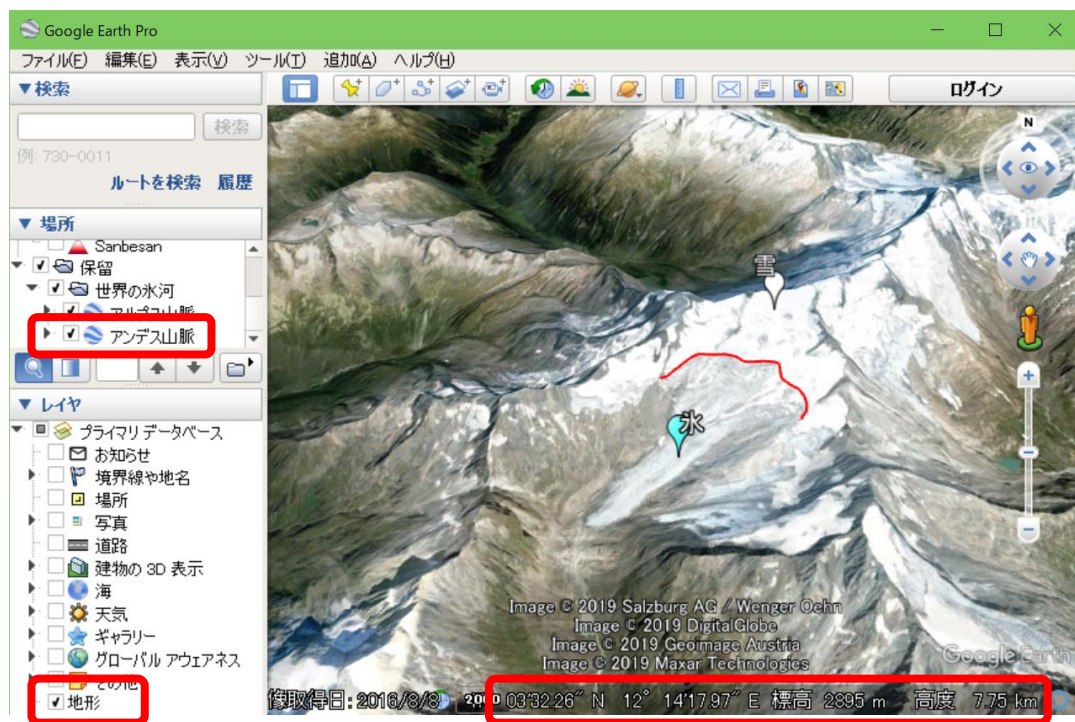 Google Earth Pro
ファイル(F) 編集(E) 表示(V) ツール(T) 追加(A) ヘルプ(H)
▼検索
ログイン
検索
例: 730-0011
ルートを検索 履歴
N
▼ 場所
Sanbesan
保留
世界の氷河
アルプス山脈
アンデス山脈
雪
氷
▼ レイヤ
プライマリ データベース
お知らせ
境界線や地名
場所
写真
道路
建物の 3D 表示
海
天気
ギャラリー
グローバル アウェアネス
その他
地形
Image © 2019 Salzburg AG / Wenger Oehn
Image © 2019 DigitalGlobe
Image © 2019 Geoimage Austria
Image © 2019 Maxar Technologies
Google Earth
像取得日: 2016/8/8 03'32.26" N 12° 14'17.97" E 標高 2895 m 高度 7.75 km